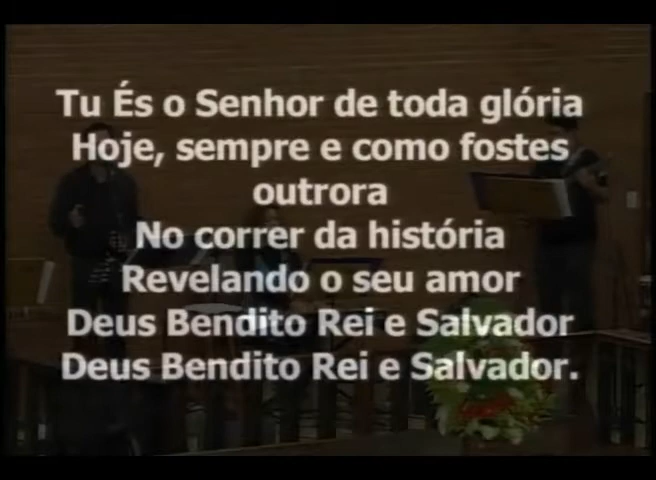 Tu És o Senhor de toda glória
Hoje, sempre e como fostes
outrora
No correr da história
Revelando o seu amor
Deus Bendito Rei e Salvador
Deus Bendito Rei e Salvador.